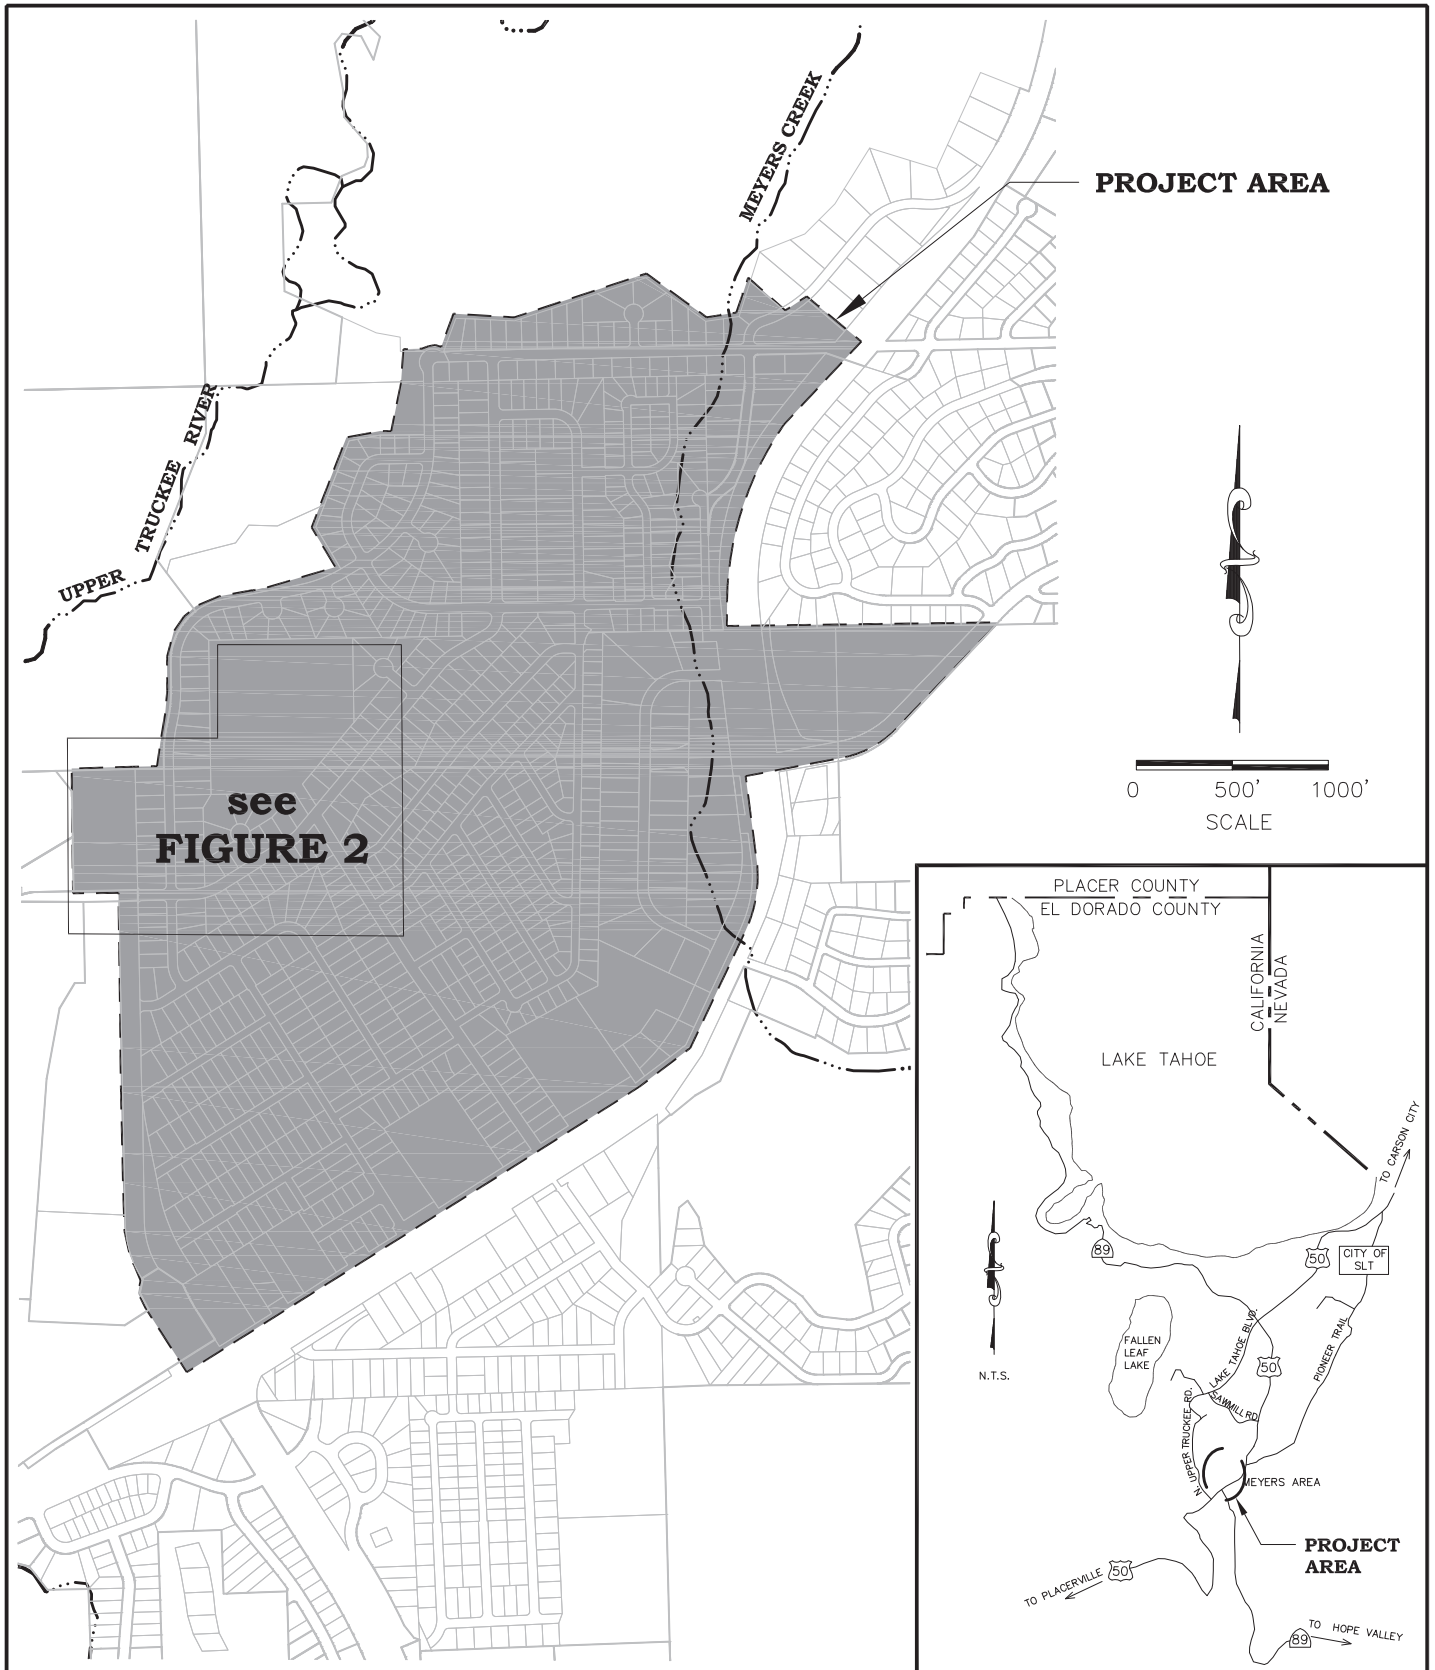 MEYERS CREEK
PROJECT AREA
UPPER TRUCKEE RIVER
see
FIGURE 2
0 500' 1000'
SCALE
PLACER COUNTY
EL DORADO COUNTY
CALIFORNIA
NEVADA
LAKE TAHOE
TO CARSON CITY
89
50
CITY OF
SLT
FALLEN
LEAF
LAKE
LAKE TAHOE BLVD.
50
PIONEER TRAIL
N.T.S.
SAWMILL RD.
N. UPPER TRUCKEE RD.
MEYERS AREA
PROJECT
AREA
TO PLACERVILLE
50
TO HOPE VALLEY
89